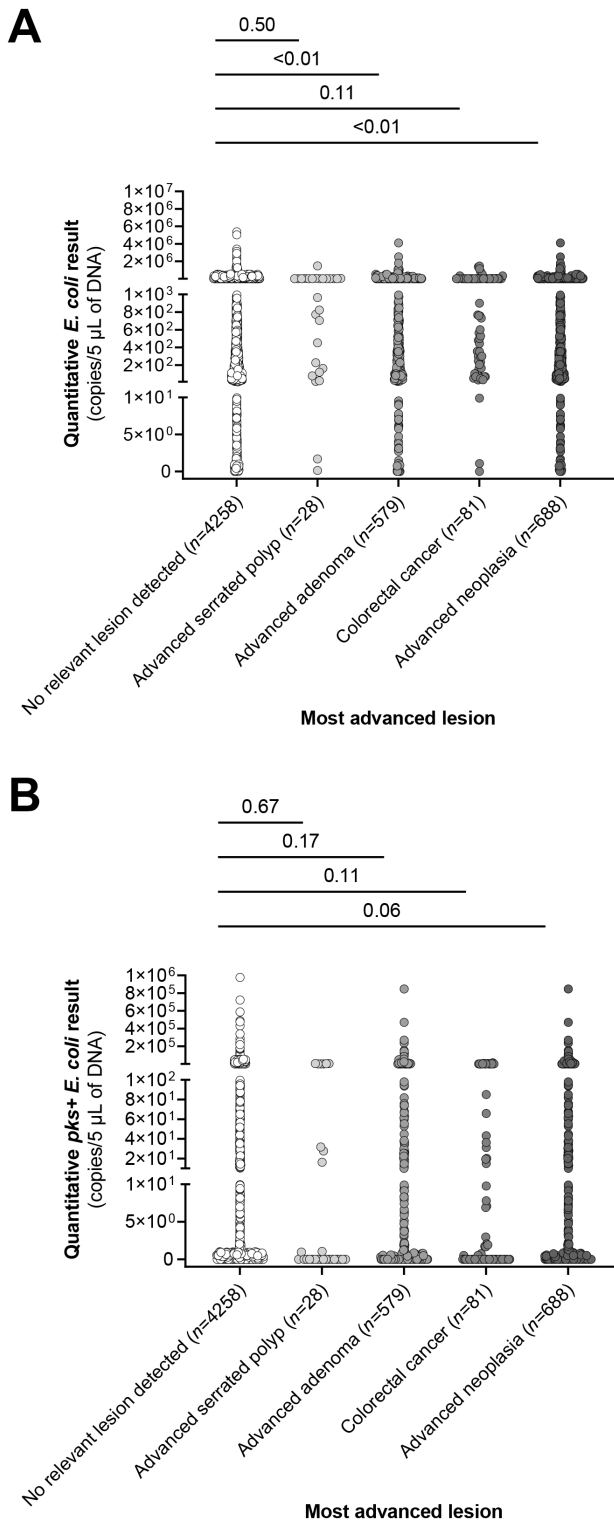 A
0.50
<0.01
0.11
<0.01
Quantitative E. coli result
(copies/5 µL of DNA)
1×10⁷
8×10⁶
6×10⁶
4×10⁶
2×10⁶
1×10³
8×10²
6×10²
4×10²
2×10²
1×10¹
5×10⁰
0
No relevant lesion detected (n=4258)
Advanced serrated polyp (n=28)
Advanced adenoma (n=579)
Colorectal cancer (n=81)
Advanced neoplasia (n=688)
Most advanced lesion
B
0.67
0.17
0.11
0.06
Quantitative pks+ E. coli result
(copies/5 µL of DNA)
1×10⁶
8×10⁵
6×10⁵
4×10⁵
2×10⁵
1×10²
8×10¹
6×10¹
4×10¹
2×10¹
1×10¹
5×10⁰
0
No relevant lesion detected (n=4258)
Advanced serrated polyp (n=28)
Advanced adenoma (n=579)
Colorectal cancer (n=81)
Advanced neoplasia (n=688)
Most advanced lesion